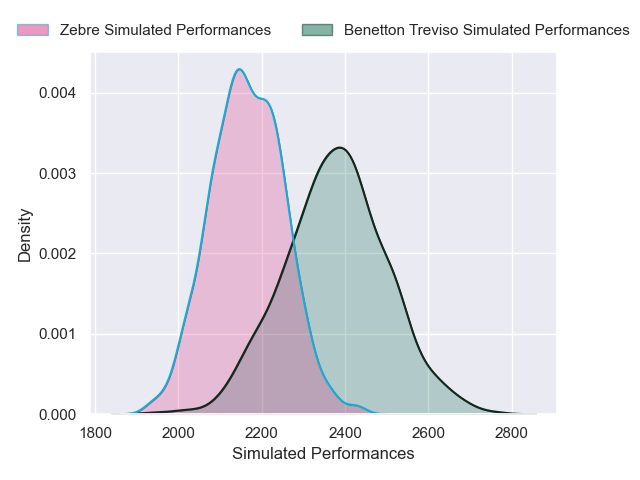 Zebre Simulated Performances
Benetton Treviso Simulated Performances
Density
0.004
0.003
0.002
0.001
0.000
1800 2000 2200 2400 2600 2800
Simulated Performances